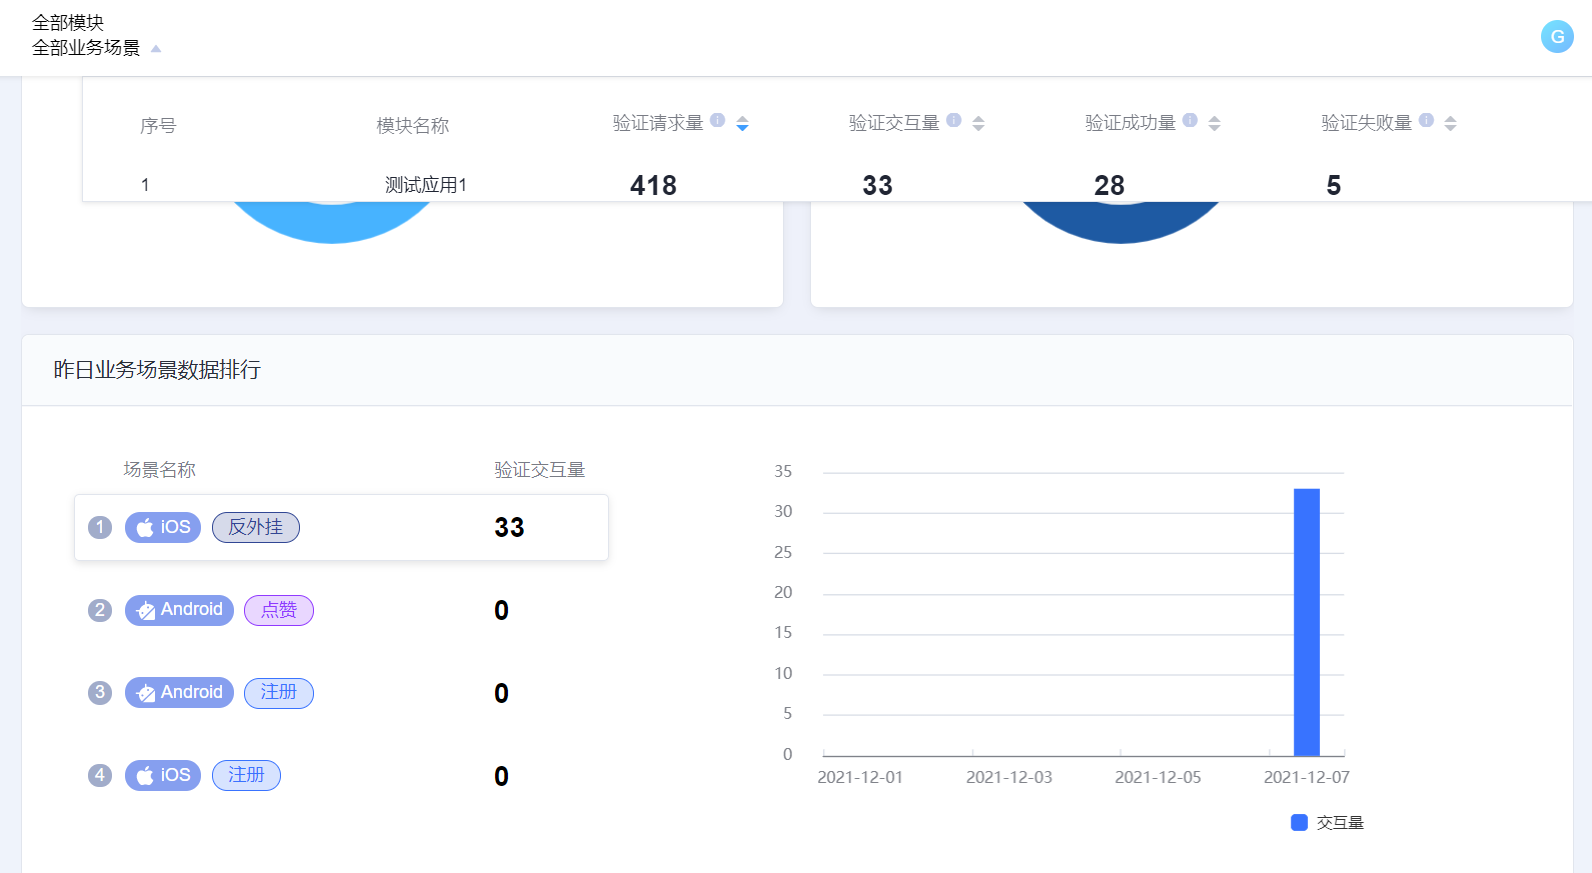 全部模块
全部业务场景
G
序号 模块名称 验证请求量 验证交互量 验证成功量 验证失败量
1 测试应用1 418 33 28 5
昨日业务场景数据排行
场景名称 验证交互量
1 iOS 反外挂 33
2 Android 点赞 0
3 Android 注册 0
4 iOS 注册 0
35
30
25
20
15
10
5
0
2021-12-01 2021-12-03 2021-12-05 2021-12-07
交互量